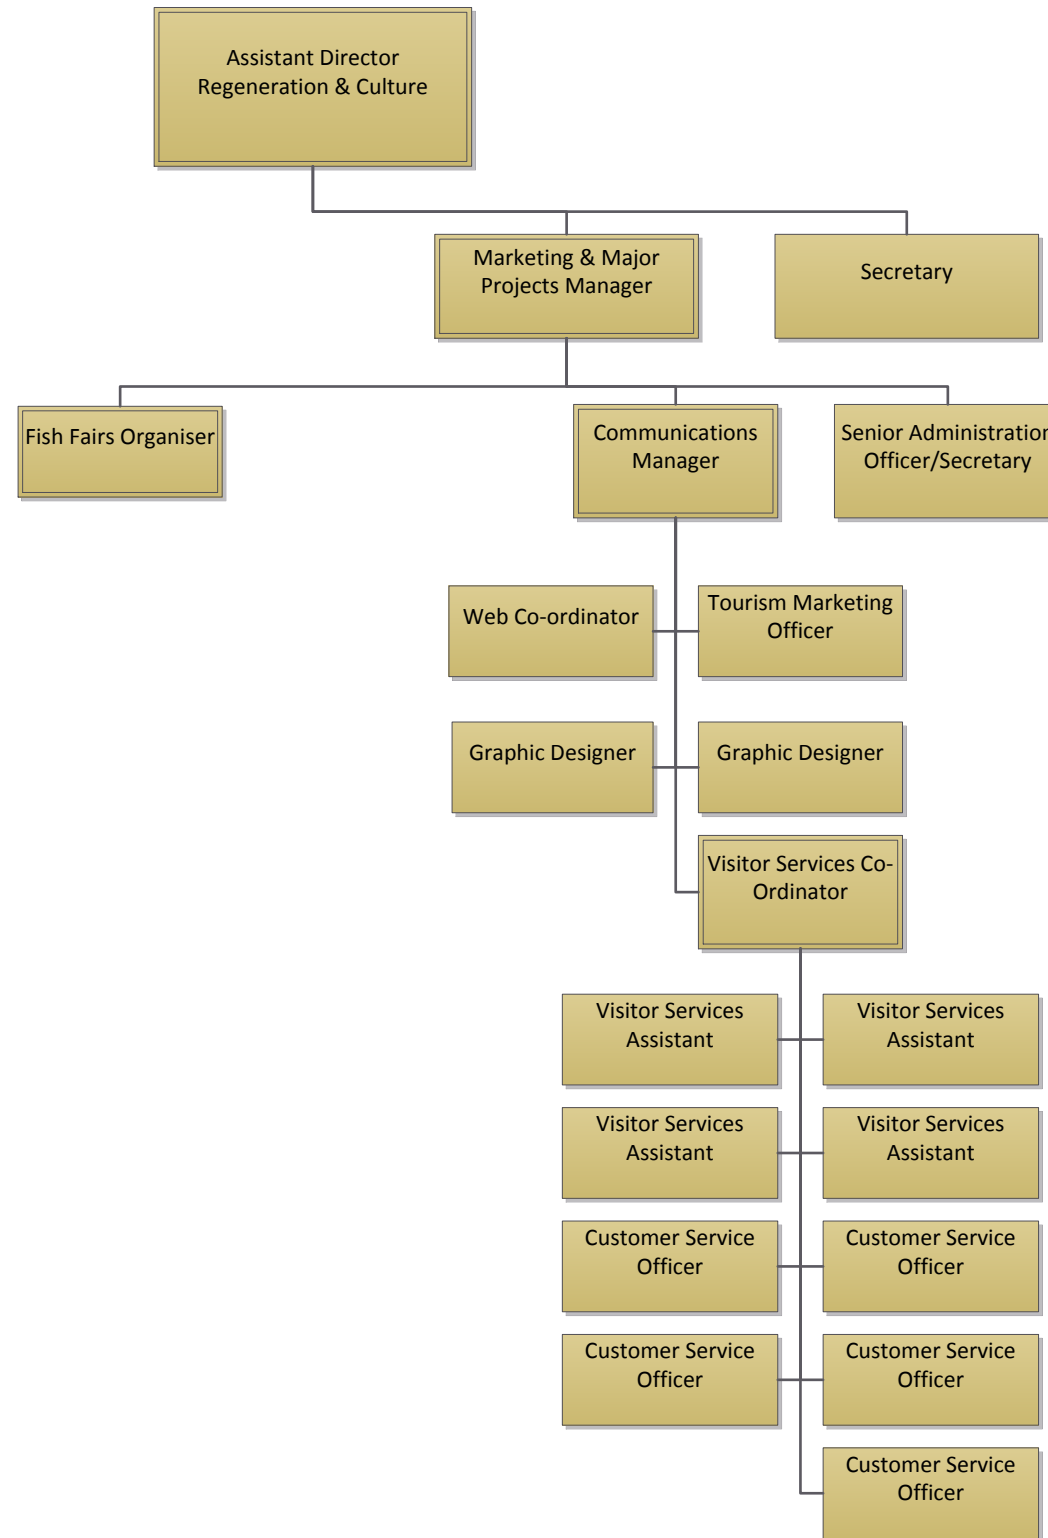 Assistant Director
Regeneration & Culture
Marketing & Major
Projects Manager
Secretary
Fish Fairs Organiser
Communications
Manager
Senior Administration
Officer/Secretary
Web Co-ordinator
Tourism Marketing
Officer
Graphic Designer
Graphic Designer
Visitor Services Co-
Ordinator
Visitor Services
Assistant
Visitor Services
Assistant
Visitor Services
Assistant
Visitor Services
Assistant
Customer Service
Officer
Customer Service
Officer
Customer Service
Officer
Customer Service
Officer
Customer Service
Officer